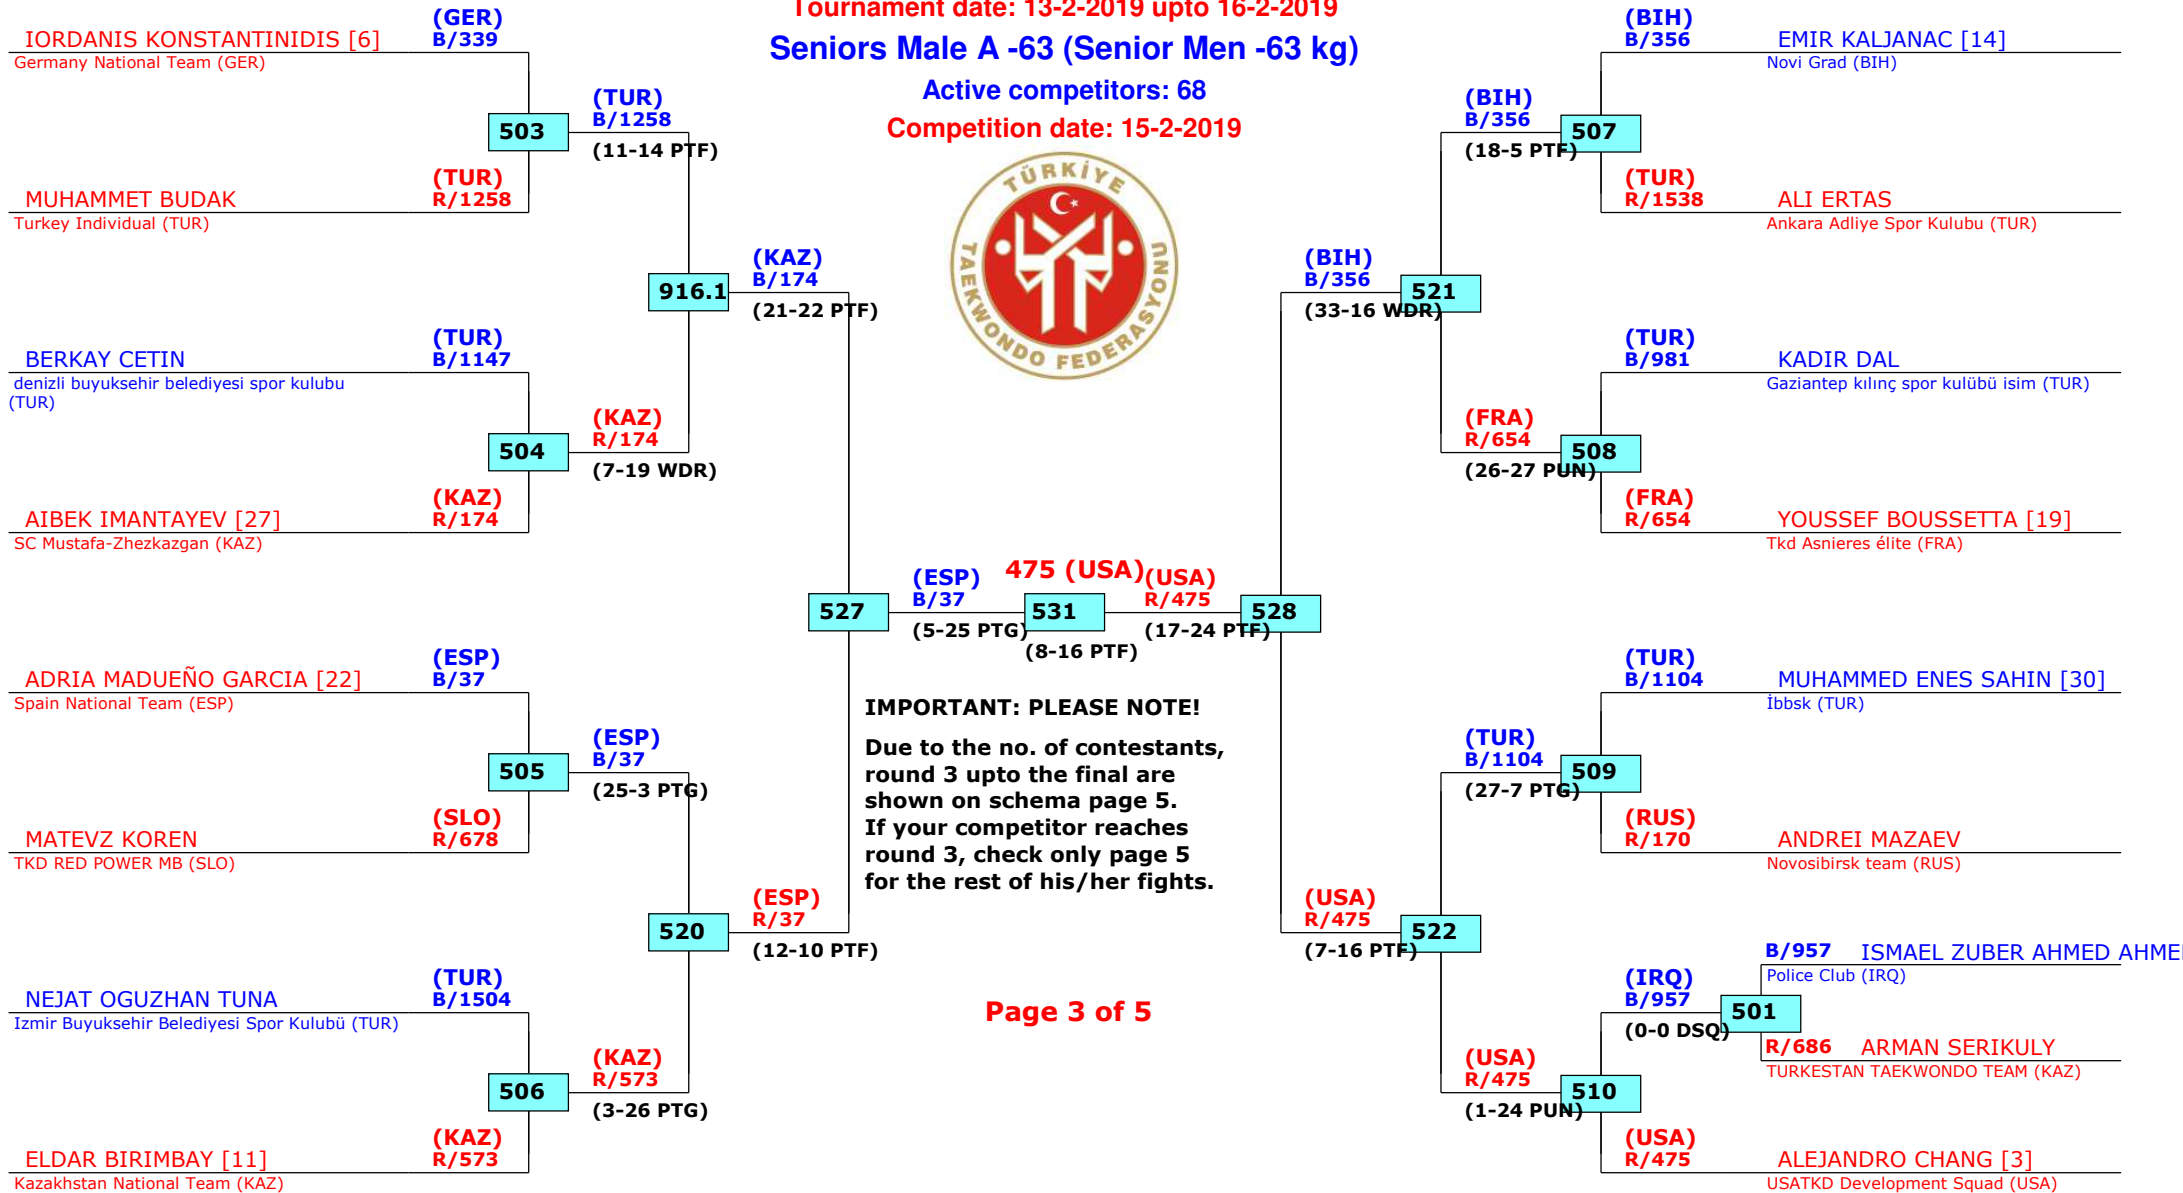 Tournament date: 13-2-2019 upto 16-2-2019
Seniors Male A -63 (Senior Men -63 kg)
Active competitors: 68
Competition date: 15-2-2019
TÜRKİYE
TAEKWONDO FEDERASYONU
IORDANIS KONSTANTINIDIS [6]
(GER)
B/339
Germany National Team (GER)
503
(TUR)
B/1258
(11-14 PTF)
MUHAMMET BUDAK
(TUR)
R/1258
Turkey Individual (TUR)
916.1
(KAZ)
B/174
(21-22 PTF)
BERKAY CETIN
(TUR)
B/1147
denizli buyuksehir belediyesi spor kulubu
(TUR)
504
(KAZ)
R/174
(7-19 WDR)
AIBEK IMANTAYEV [27]
(KAZ)
R/174
SC Mustafa-Zhezkazgan (KAZ)
527
(ESP)
B/37
(5-25 PTG)
475 (USA)
531
(8-16 PTF)
(USA)
R/475
(17-24 PTF)
528
ADRIA MADUEÑO GARCIA [22]
(ESP)
B/37
Spain National Team (ESP)
505
(ESP)
B/37
(25-3 PTG)
MATEVZ KOREN
(SLO)
R/678
TKD RED POWER MB (SLO)
520
(ESP)
R/37
(12-10 PTF)
NEJAT OGUZHAN TUNA
(TUR)
B/1504
Izmir Buyuksehir Belediyesi Spor Kulubü (TUR)
506
(KAZ)
R/573
(3-26 PTG)
ELDAR BIRIMBAY [11]
(KAZ)
R/573
Kazakhstan National Team (KAZ)
IMPORTANT: PLEASE NOTE!
Due to the no. of contestants,
round 3 upto the final are
shown on schema page 5.
If your competitor reaches
round 3, check only page 5
for the rest of his/her fights.
Page 3 of 5
(BIH)
B/356
EMIR KALJANAC [14]
Novi Grad (BIH)
(BIH)
B/356
(18-5 PTF)
507
(TUR)
R/1538
ALI ERTAS
Ankara Adliye Spor Kulubu (TUR)
(BIH)
B/356
(33-16 WDR)
521
(TUR)
B/981
KADIR DAL
Gaziantep kılınç spor kulübü isim (TUR)
(FRA)
R/654
(26-27 PUN)
508
(FRA)
R/654
YOUSSEF BOUSSETTA [19]
Tkd Asnieres élite (FRA)
(TUR)
B/1104
MUHAMMED ENES SAHIN [30]
İbbsk (TUR)
(TUR)
B/1104
(27-7 PTG)
509
(RUS)
R/170
ANDREI MAZAEV
Novosibirsk team (RUS)
(USA)
R/475
(7-16 PTF)
522
B/957
ISMAEL ZUBER AHMED
Police Club (IRQ)
(IRQ)
B/957
(0-0 DSQ)
501
R/686
ARMAN SERIKULY
TURKESTAN TAEKWONDO TEAM (KAZ)
(USA)
R/475
(1-24 PUN)
510
(USA)
R/475
ALEJANDRO CHANG [3]
USATKD Development Squad (USA)